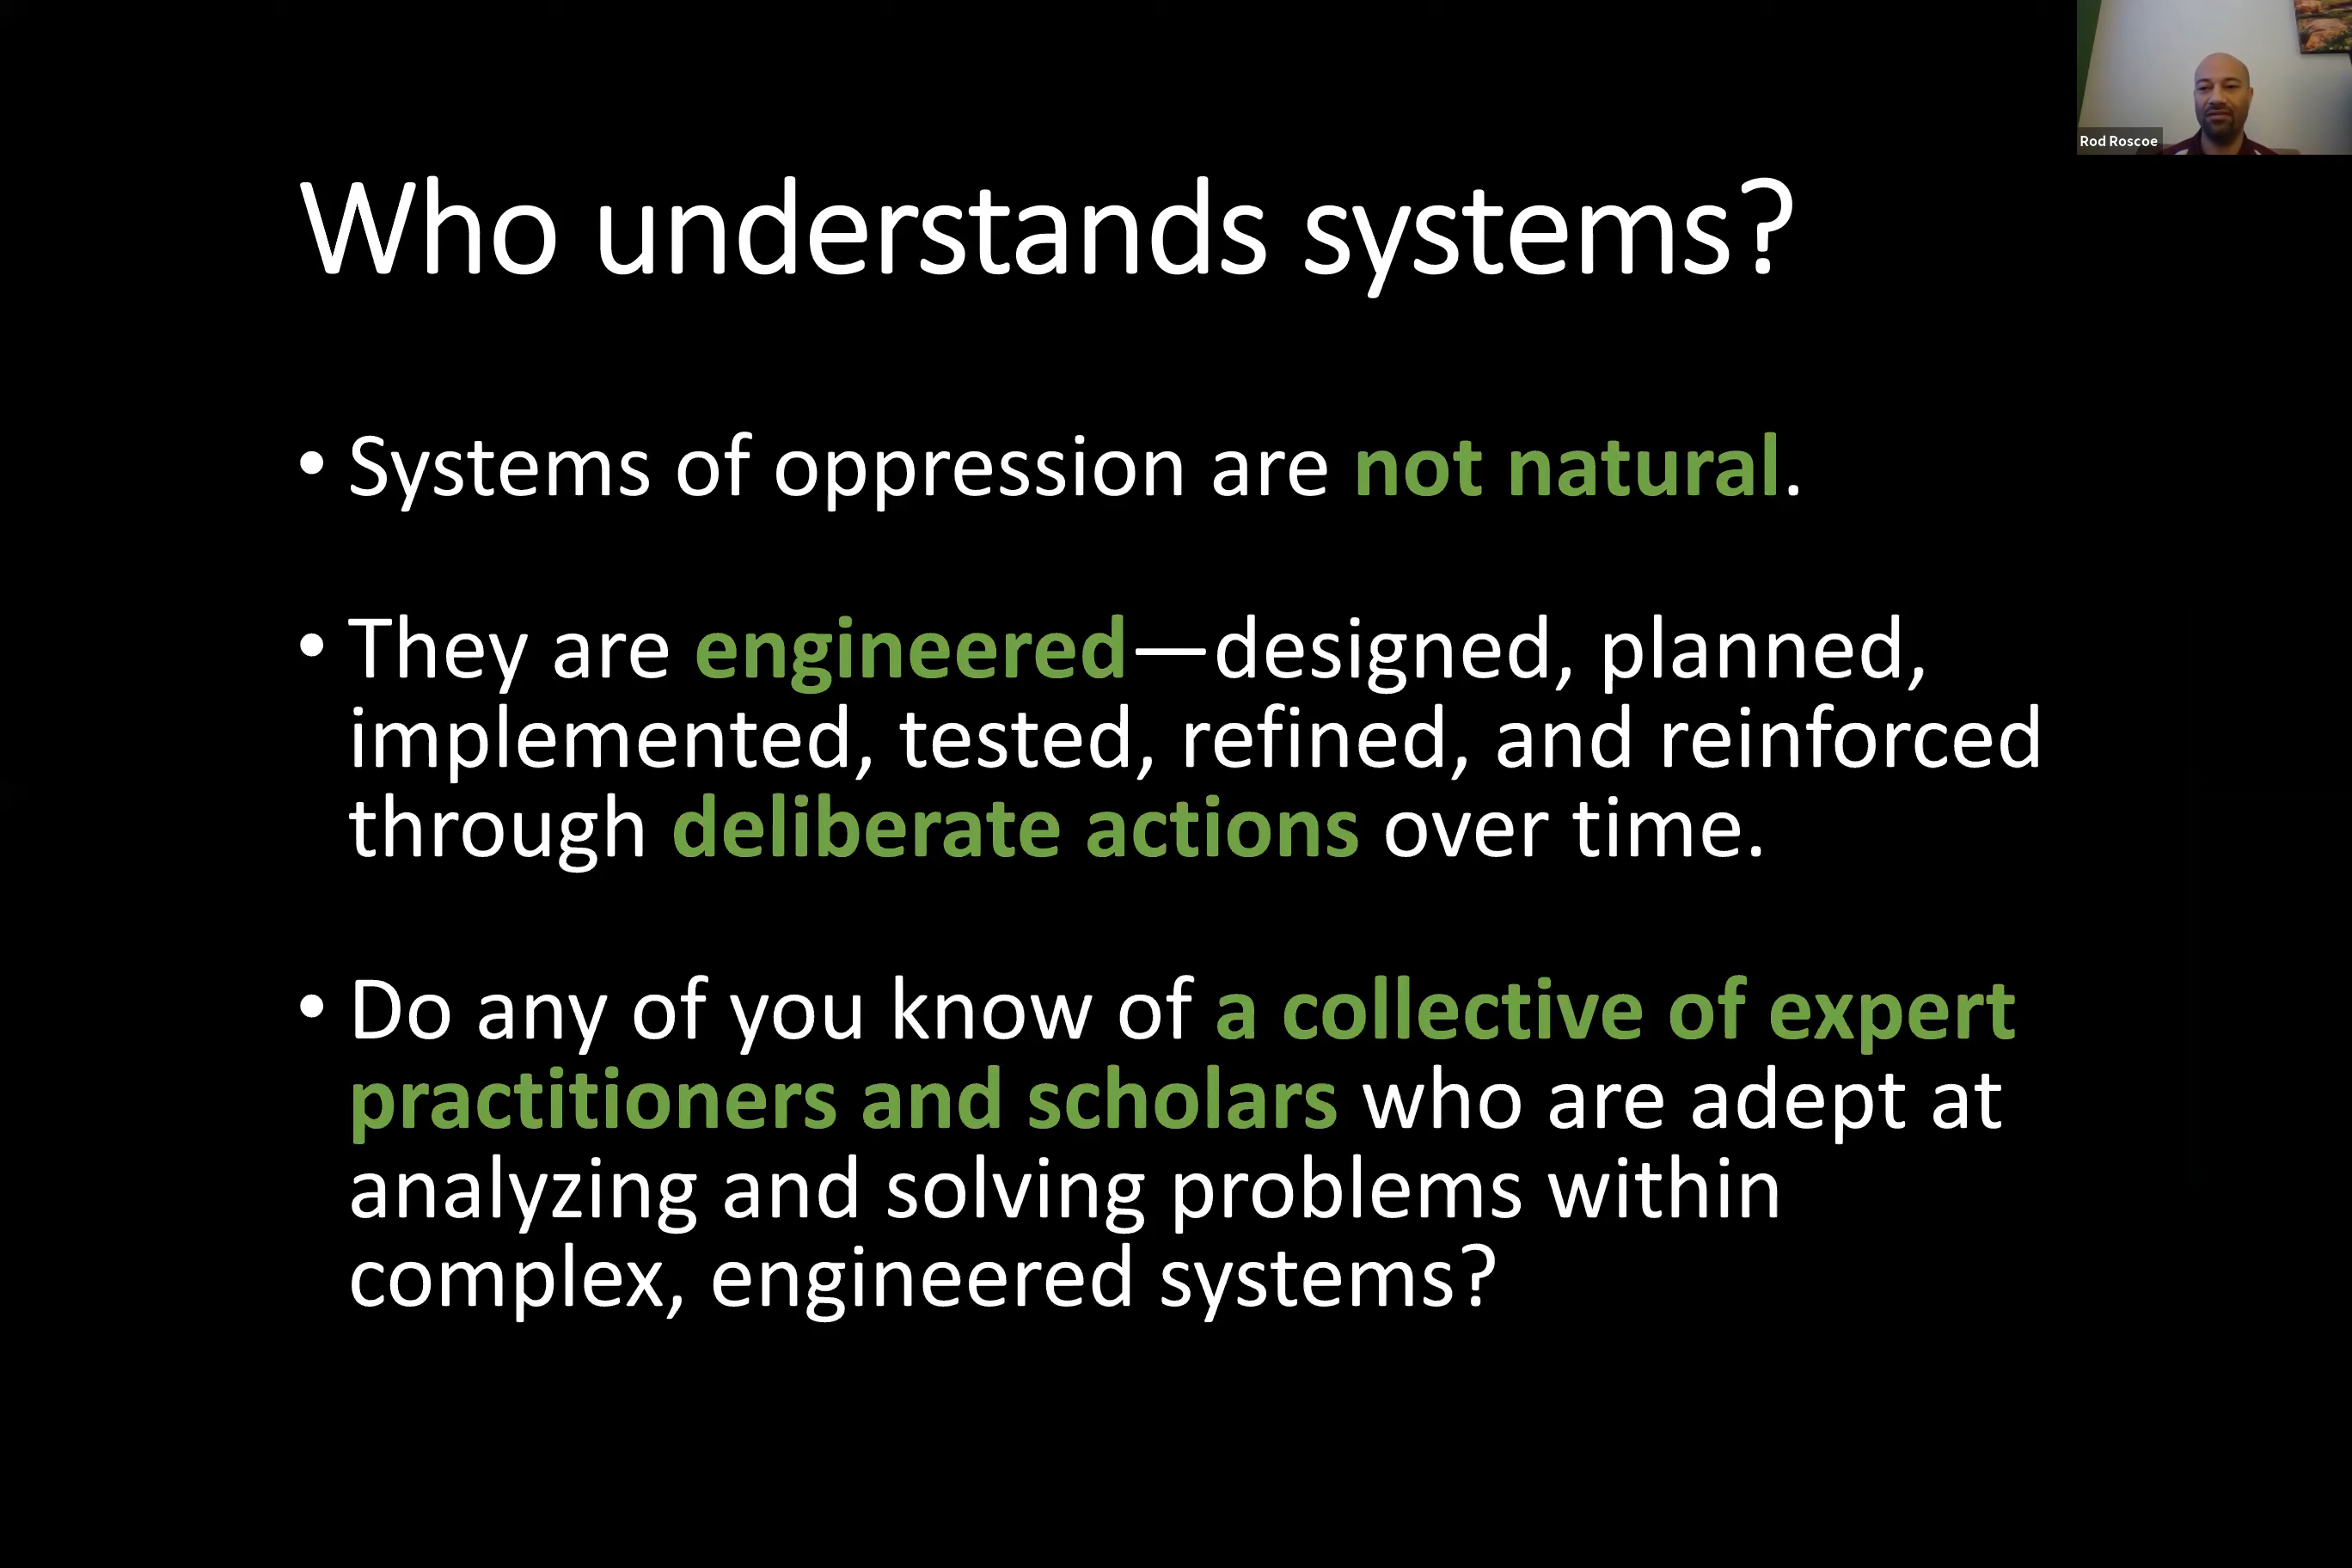 Rod Roscoe
Who understands systems?
• Systems of oppression are not natural.
• They are engineered—designed, planned,
implemented, tested, refined, and reinforced
through deliberate actions over time.
• Do any of you know of a collective of expert
practitioners and scholars who are adept at
analyzing and solving problems within
complex, engineered systems?